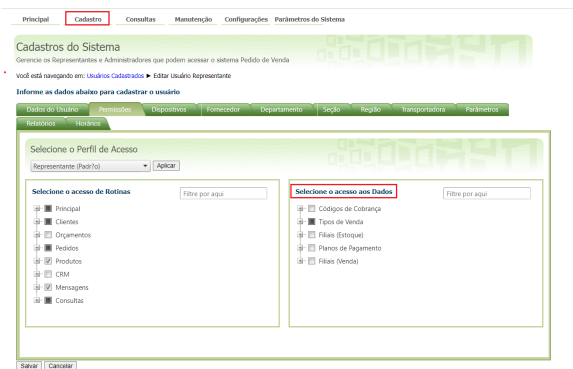 Principal Cadastro Consultas Manutenção Configurações Parâmetros do Sistema
Cadastros do Sistema
Gerencie os Representantes e Administradores que podem acessar o sistema Pedido de Venda
Você está navegando em: Usuários Cadastrados ► Editar Usuário Representante
Informe as dados abaixo para cadastrar o usuário
Dados do Usuário Permissões Dispositivos Fornecedor Departamento Seção Região Transportadora Parâmetros
Relatórios Horários
Selecione o Perfil de Acesso
Representante (Padr?o) Aplicar
Selecione o acesso de Rotinas Filtre por aqui
Principal
Clientes
Orçamentos
Pedidos
Produtos
CRM
Mensagens
Consultas
Selecione o acesso aos Dados Filtre por aqui
Códigos de Cobrança
Tipos de Venda
Filiais (Estoque)
Planos de Pagamento
Filiais (Venda)
Salvar Cancelar